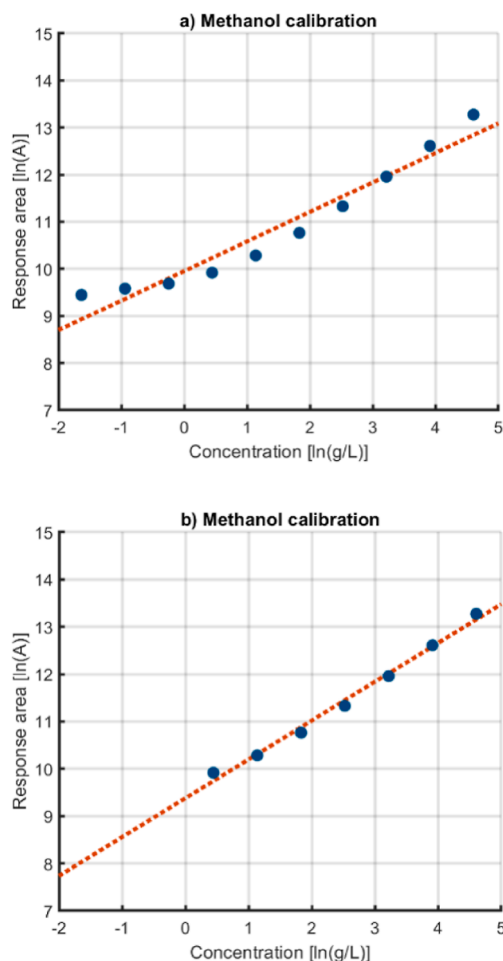 a) Methanol calibration
15
14
13
12
11
10
9
8
7
Response area [ln(A)]
-2 -1 0 1 2 3 4 5
Concentration [ln(g/L)]
b) Methanol calibration
15
14
13
12
11
10
9
8
7
Response area [ln(A)]
-2 -1 0 1 2 3 4 5
Concentration [ln(g/L)]